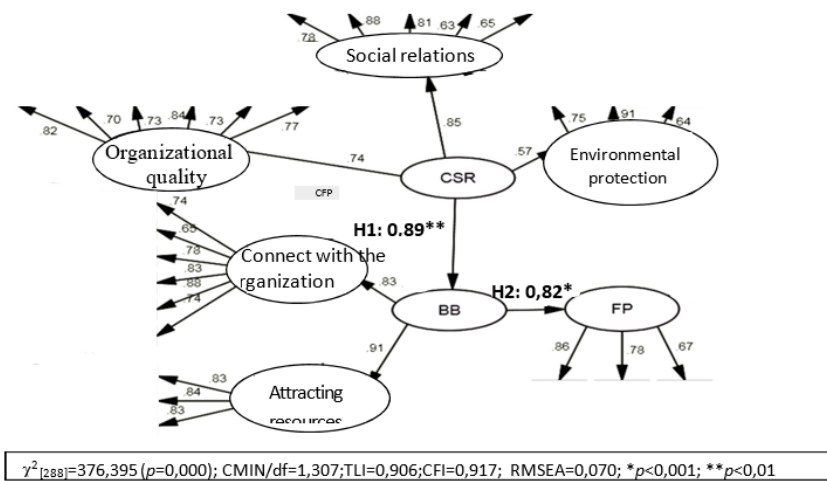 .78
.88
.81
.63
.65
Social relations
.82
.70
.73
.84
.73
.77
.75
.91
.64
.85
Organizational
quality
.74
.57
Environmental
protection
CSR
CFP
.74
.65
.78
.83
.88
.74
H1: 0.89**
Connect with the
rganization
.83
H2: 0,82*
BB
FP
.91
.86
.78
.67
.83
.84
.83
Attracting
resources
χ²[288]=376,395 (p=0,000); CMIN/df=1,307;TLI=0,906;CFI=0,917; RMSEA=0,070; *p<0,001; **p<0,01